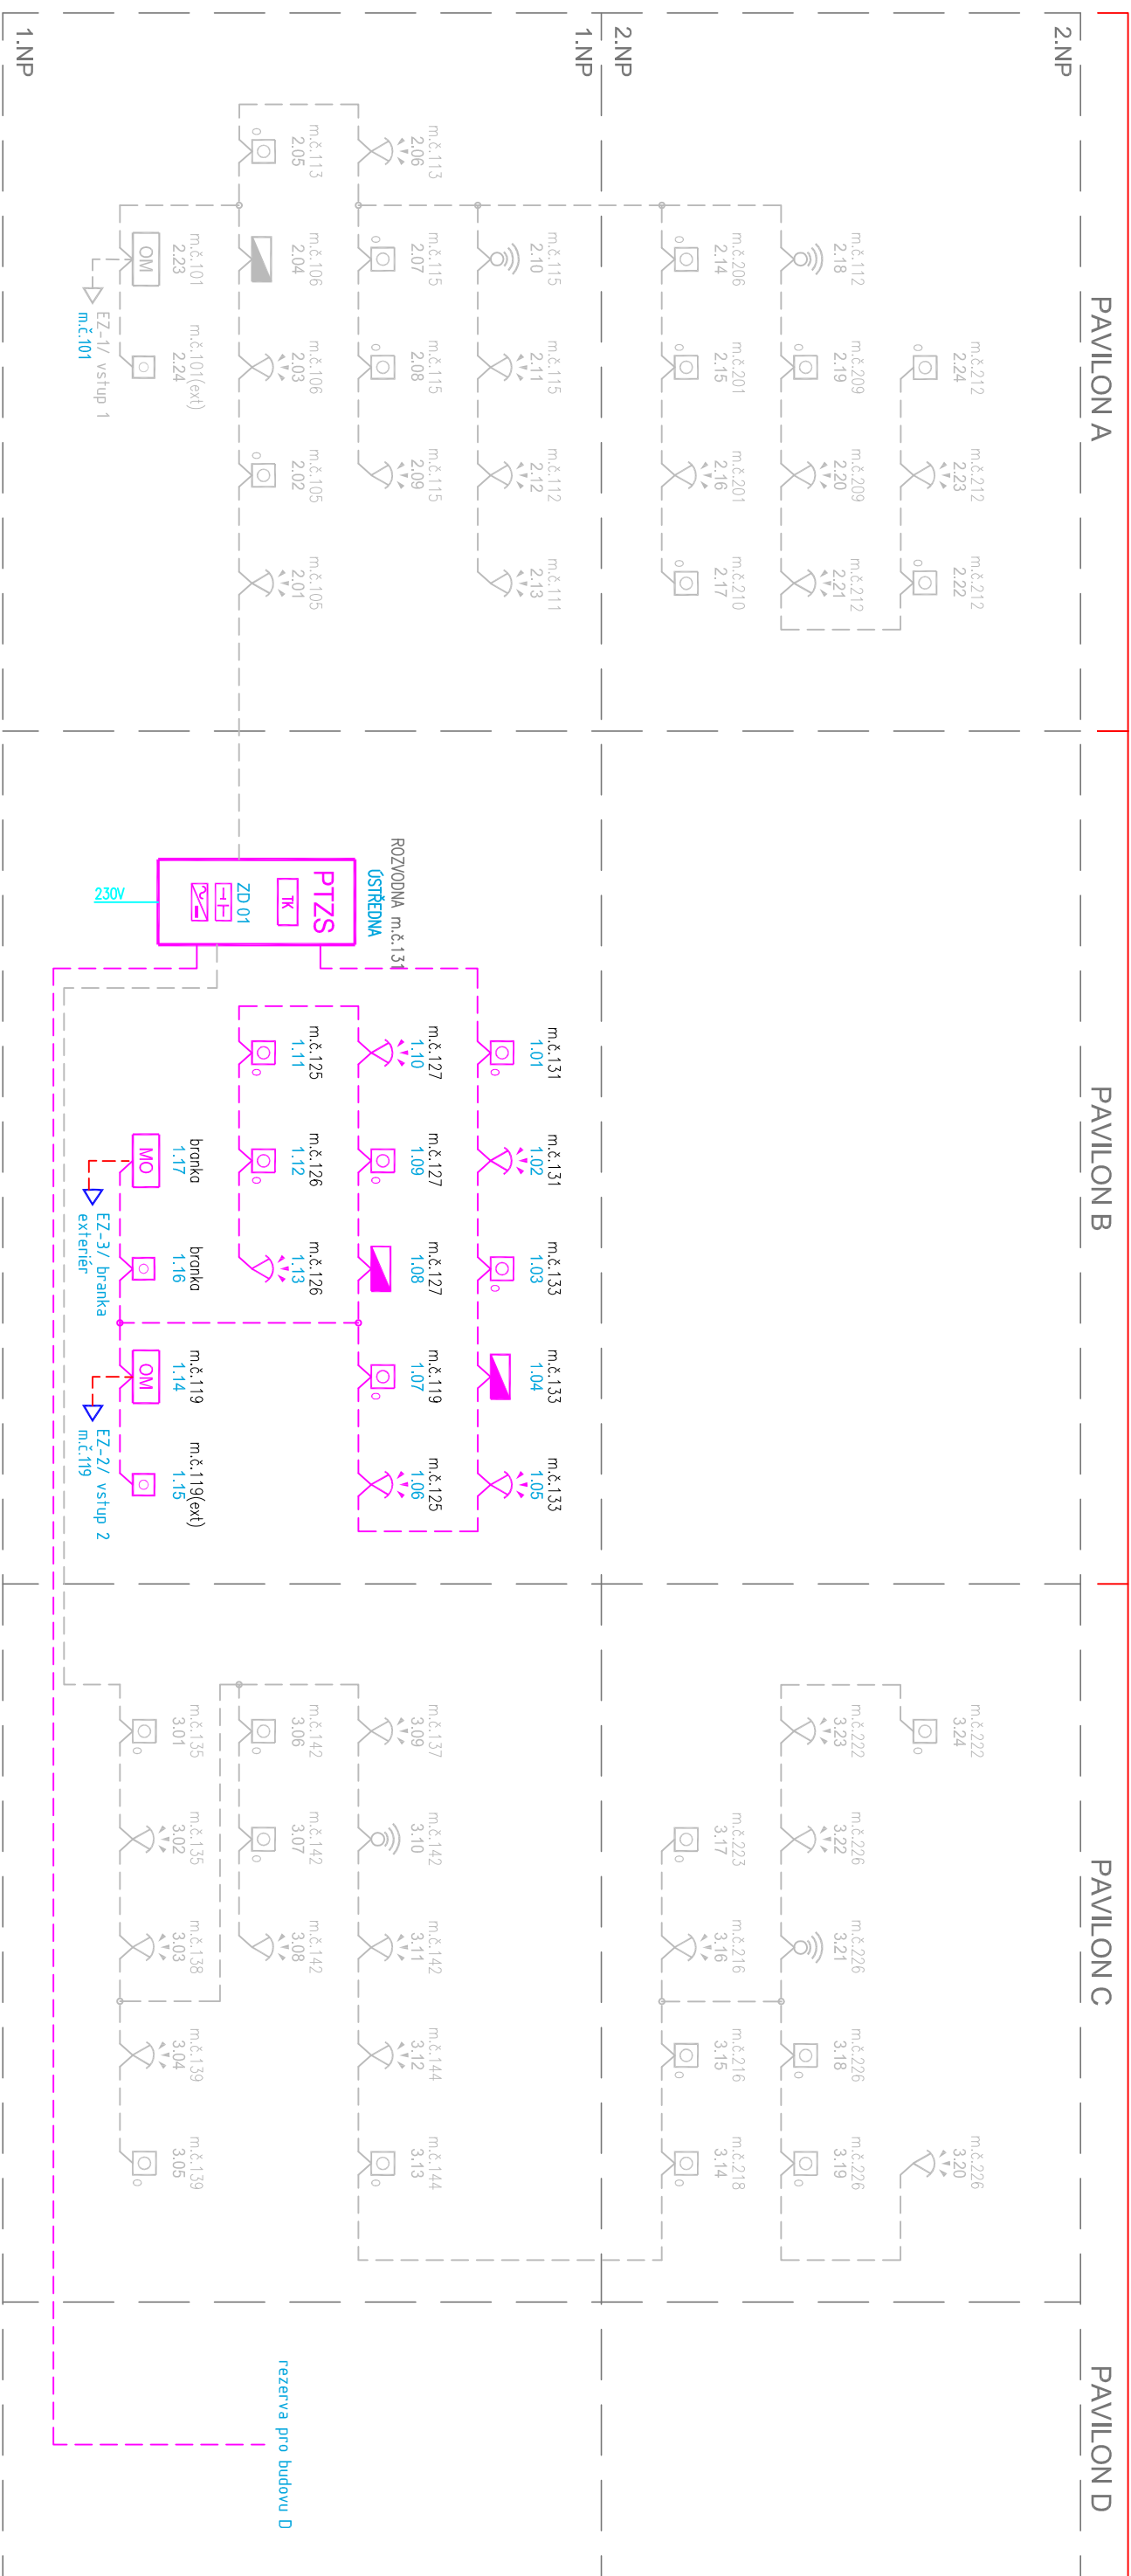 PAVILON A
PAVILON B
PAVILON C
PAVILON D
2.NP
2.NP
1.NP
1.NP
m.č.212
2.24
m.č.212
2.23
m.č.212
2.22
m.č.112
2.18
m.č.209
2.19
m.č.209
2.20
m.č.212
2.21
m.č.206
2.14
m.č.201
2.15
m.č.201
2.16
m.č.210
2.17
m.č.115
2.10
m.č.115
2.11
m.č.112
2.12
m.č.111
2.13
m.č.113
2.06
m.č.115
2.07
m.č.115
2.08
m.č.115
2.09
m.č.113
2.05
m.č.106
2.04
m.č.106
2.03
m.č.105
2.02
m.č.105
2.01
m.č.101
2.23
OM
m.č.101(ext)
2.24
EZ-1/ vstup 1
m.č.101
ROZVODNA m.č.131
ÚSTŘEDNA
PTZS
TK
ZD 01
230V
m.č.131
1.01
m.č.131
1.02
m.č.133
1.03
m.č.133
1.04
m.č.133
1.05
m.č.127
1.10
m.č.127
1.09
m.č.127
1.08
m.č.119
1.07
m.č.125
1.06
m.č.125
1.11
m.č.126
1.12
m.č.126
1.13
branka
1.17
MO
branka
1.16
m.č.119
1.14
OM
m.č.119(ext)
1.15
EZ-3/ branka
exteriér
EZ-2/ vstup 2
m.č.119
m.č.222
3.24
m.č.226
3.20
m.č.222
3.23
m.č.226
3.22
m.č.226
3.21
m.č.226
3.18
m.č.226
3.19
m.č.223
3.17
m.č.216
3.16
m.č.216
3.15
m.č.218
3.14
m.č.137
3.09
m.č.142
3.10
m.č.142
3.11
m.č.144
3.12
m.č.144
3.13
m.č.142
3.06
m.č.142
3.07
m.č.142
3.08
m.č.135
3.01
m.č.135
3.02
m.č.138
3.03
m.č.139
3.04
m.č.139
3.05
rezerva pro budovu D